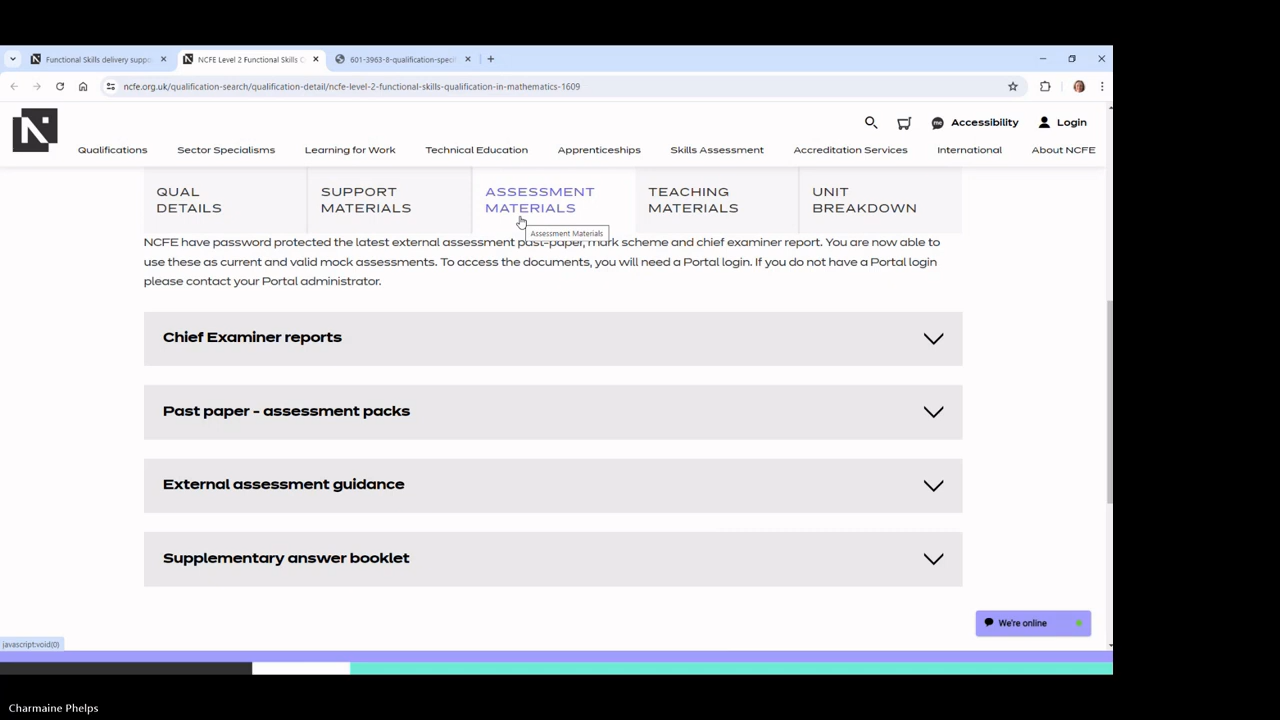 Functional Skills delivery suppo
NCFE Level 2 Functional Skills Q
601-3963-8-qualification-speci
ncfe.org.uk/qualification-search/qualification-detail/ncfe-level-2-functional-skills-qualification-in-mathematics-1609
N
Accessibility
Login
Qualifications
Sector Specialisms
Learning for Work
Technical Education
Apprenticeships
Skills Assessment
Accreditation Services
International
About NCFE
QUAL
DETAILS
SUPPORT
MATERIALS
ASSESSMENT
MATERIALS
TEACHING
MATERIALS
UNIT
BREAKDOWN
Assessment Materials
NCFE have password protected the latest external assessment past-paper, mark scheme and chief examiner report. You are now able to
use these as current and valid mock assessments. To access the documents, you will need a Portal login. If you do not have a Portal login
please contact your Portal administrator.
Chief Examiner reports
Past paper - assessment packs
External assessment guidance
Supplementary answer booklet
We're online
javascript:void(0)
Charmaine Phelps